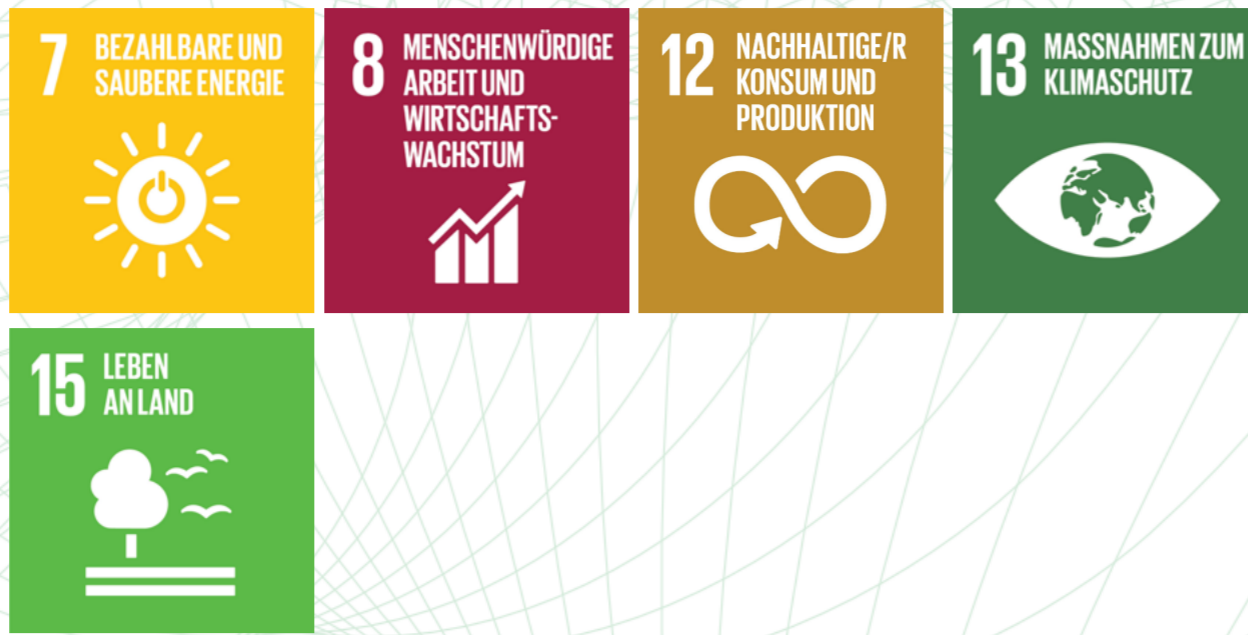 7 BEZAHLBARE UND
SAUBERE ENERGIE
8 MENSCHENWÜRDIGE
ARBEIT UND
WIRTSCHAFTS-
WACHSTUM
12 NACHHALTIGE/R
KONSUM UND
PRODUKTION
13 MASSNAHMEN ZUM
KLIMASCHUTZ
15 LEBEN
AN LAND